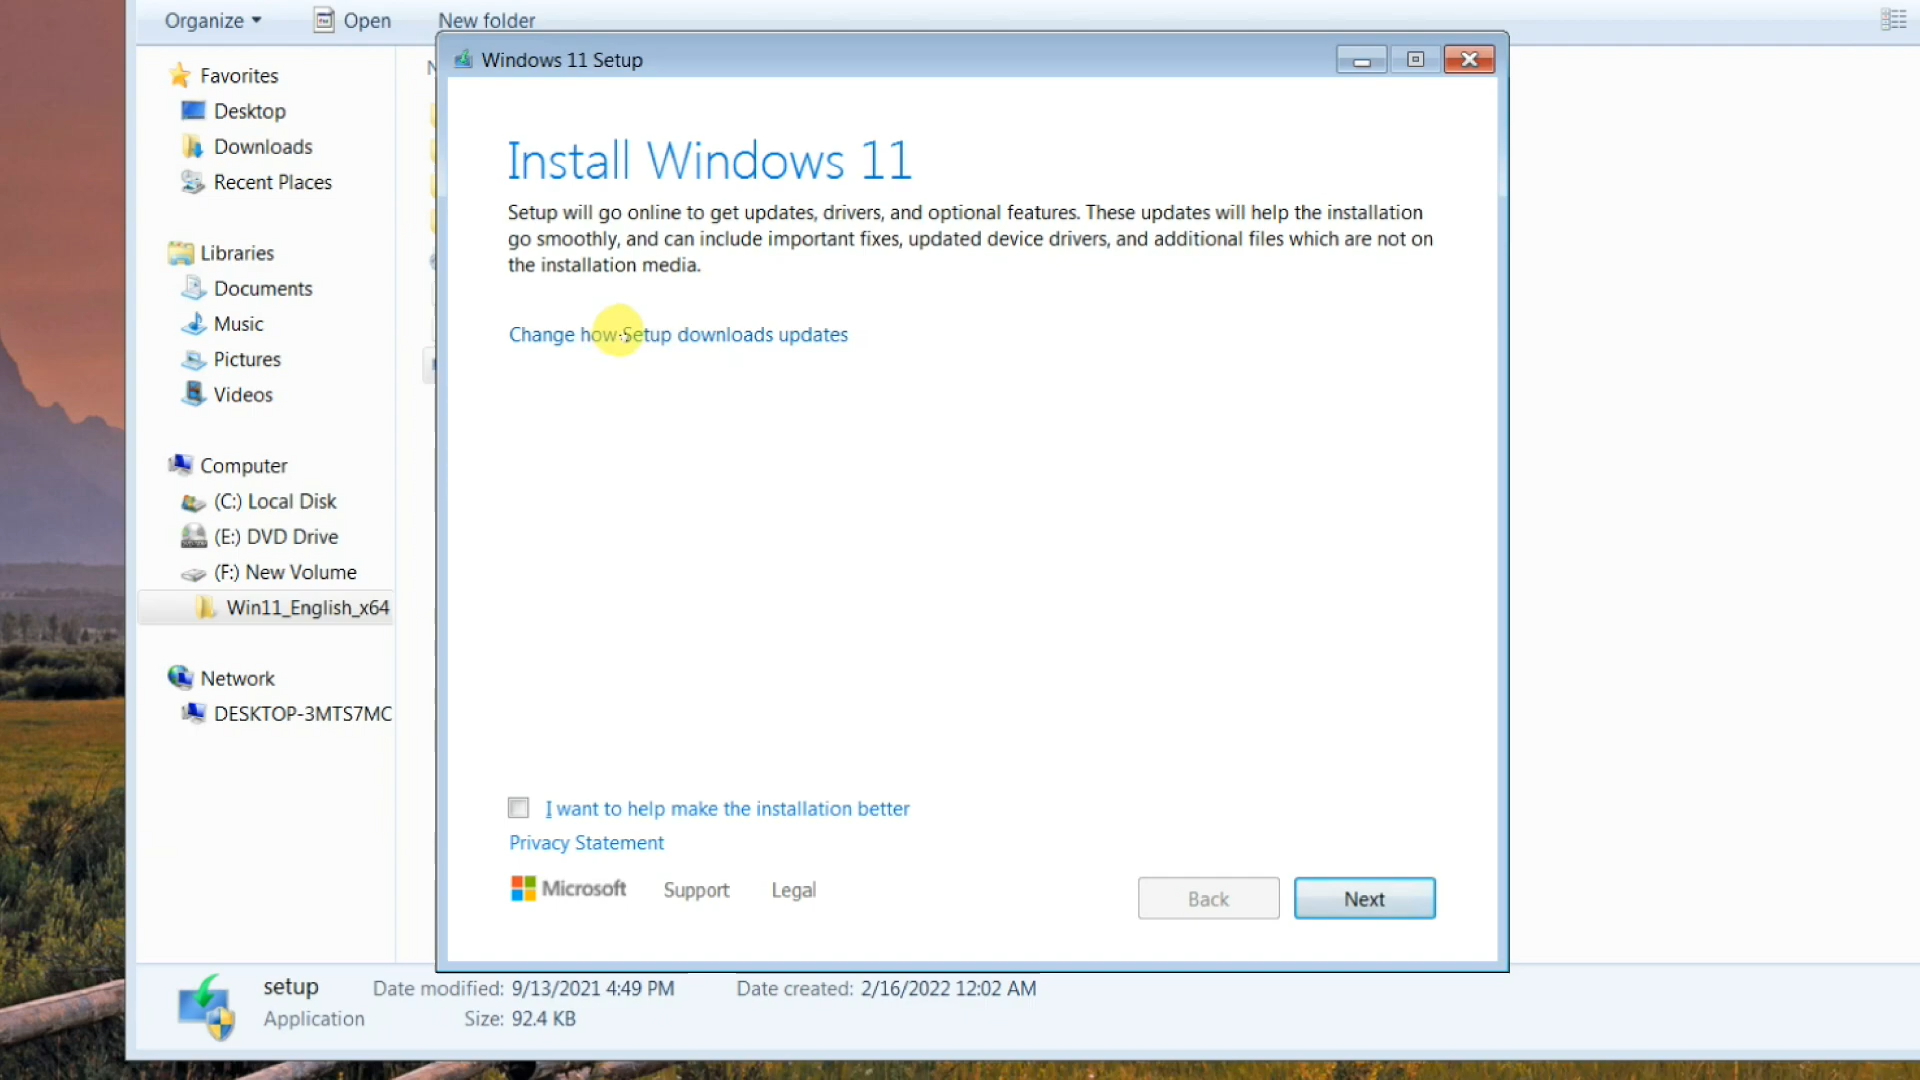 Organize
Open
New folder
Windows 11 Setup
Favorites
Desktop
Downloads
Recent Places
Libraries
Documents
Music
Pictures
Videos
Computer
(C:) Local Disk
(E:) DVD Drive
(F:) New Volume
Win11_English_x64
Network
DESKTOP-3MTS7MC
Install Windows 11
Setup will go online to get updates, drivers, and optional features. These updates will help the installation
go smoothly, and can include important fixes, updated device drivers, and additional files which are not on
the installation media.
Change how Setup downloads updates
I want to help make the installation better
Privacy Statement
Microsoft Support Legal
Back Next
setup Date modified: 9/13/2021 4:49 PM Date created: 2/16/2022 12:02 AM
Application Size: 92.4 KB